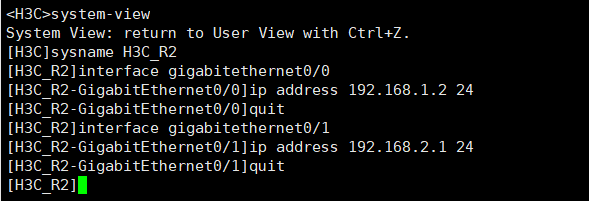 <H3C>system-view
System View: return to User View with Ctrl+Z.
[H3C]sysname H3C_R2
[H3C_R2]interface gigabitethernet0/0
[H3C_R2-GigabitEthernet0/0]ip address 192.168.1.2 24
[H3C_R2-GigabitEthernet0/0]quit
[H3C_R2]interface gigabitethernet0/1
[H3C_R2-GigabitEthernet0/1]ip address 192.168.2.1 24
[H3C_R2-GigabitEthernet0/1]quit
[H3C_R2]